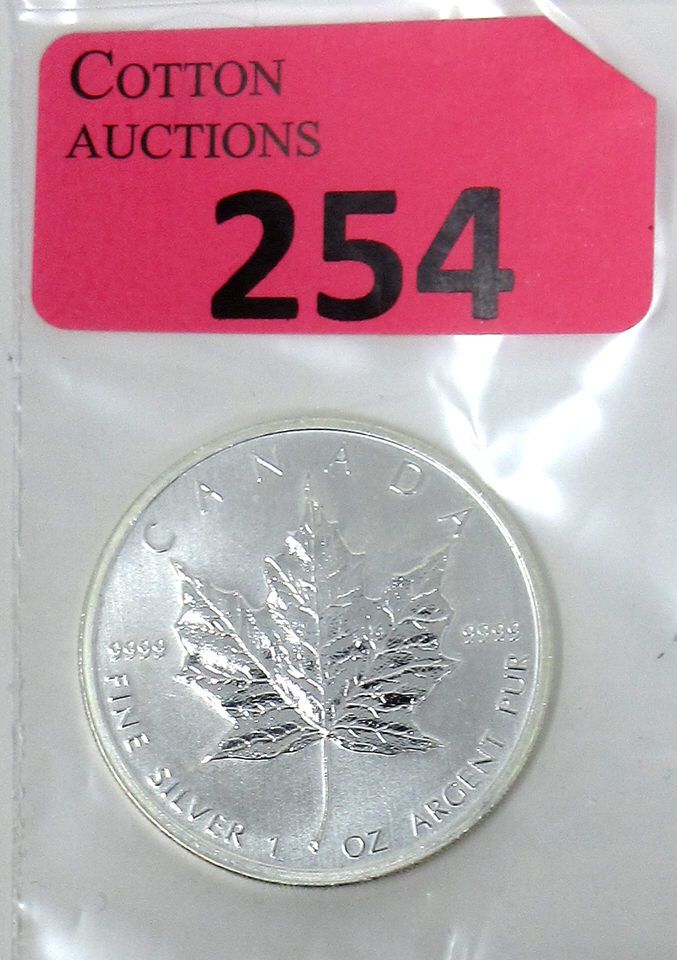 COTTON
AUCTIONS
254
CANADA
9999 9999
FINE SILVER 1 OZ ARGENT PUR